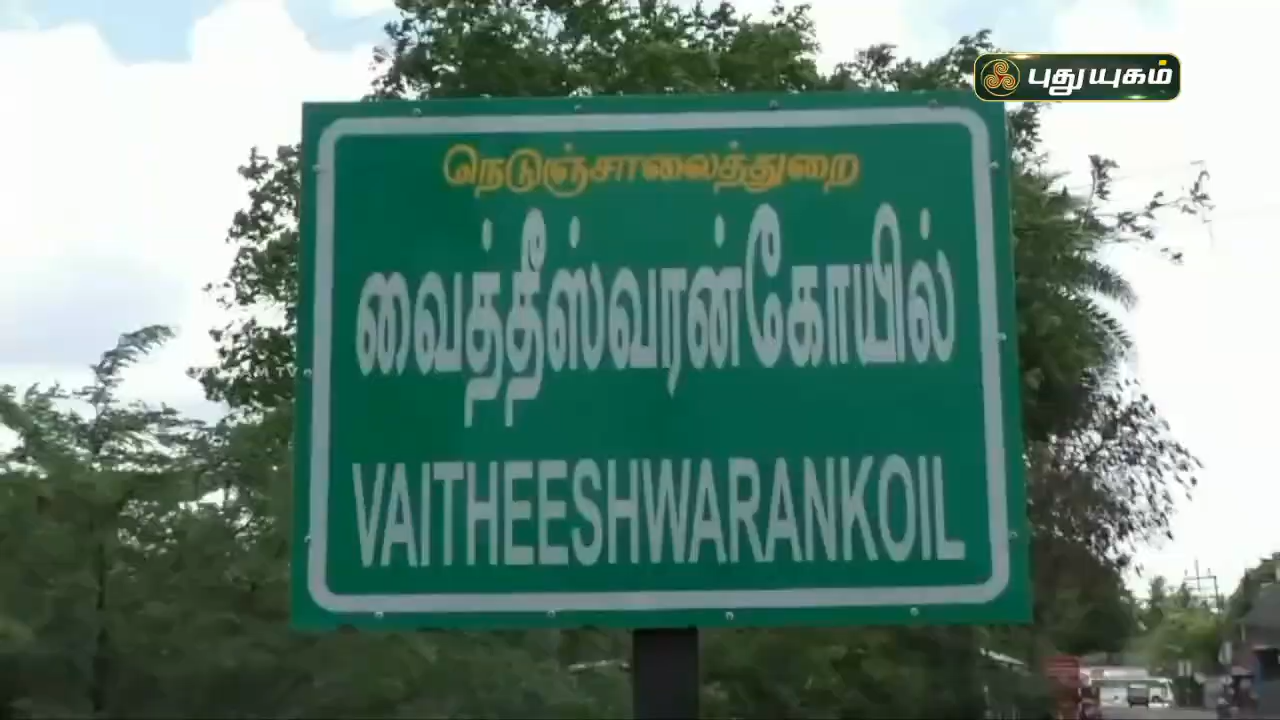 புதுயுகம்
நெடுஞ்சாலைத்துறை
வைத்தீஸ்வரன்கோயில்
VAITHEESHWARANKOIL